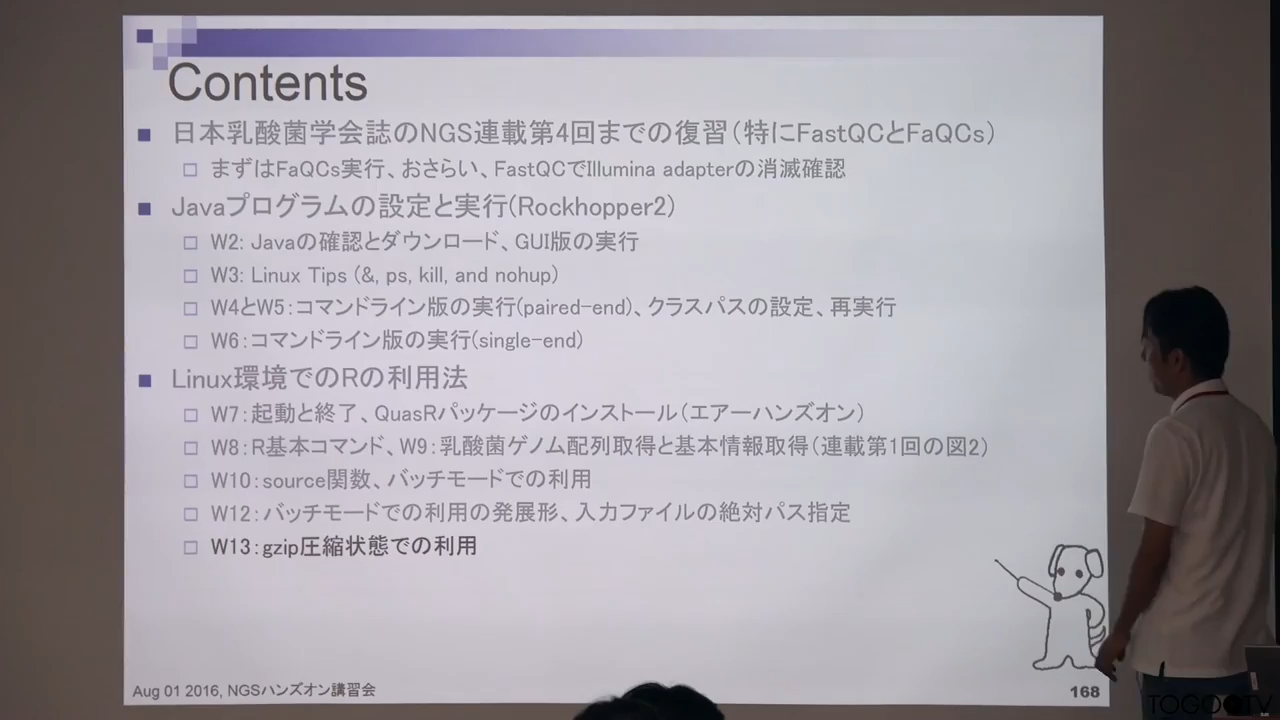 Contents
日本乳酸菌学会誌のNGS連載第4回までの復習（特にFastQCとFaQCs）
まずはFaQCs実行、おさらい、FastQCでIllumina adapterの消滅確認
Javaプログラムの設定と実行(Rockhopper2)
W2: Javaの確認とダウンロード、GUI版の実行
W3: Linux Tips (&, ps, kill, and nohup)
W4とW5：コマンドライン版の実行(paired-end)、クラスパスの設定、再実行
W6：コマンドライン版の実行(single-end)
Linux環境でのRの利用法
W7：起動と終了、QuasRパッケージのインストール（エアーハンズオン）
W8：R基本コマンド、W9：乳酸菌ゲノム配列取得と基本情報取得（連載第1回の図2）
W10：source関数、バッチモードでの利用
W12：バッチモードでの利用の発展形、入力ファイルの絶対パス指定
W13：gzip圧縮状態での利用
Aug 01 2016, NGSハンズオン講習会
168
TOGOTV